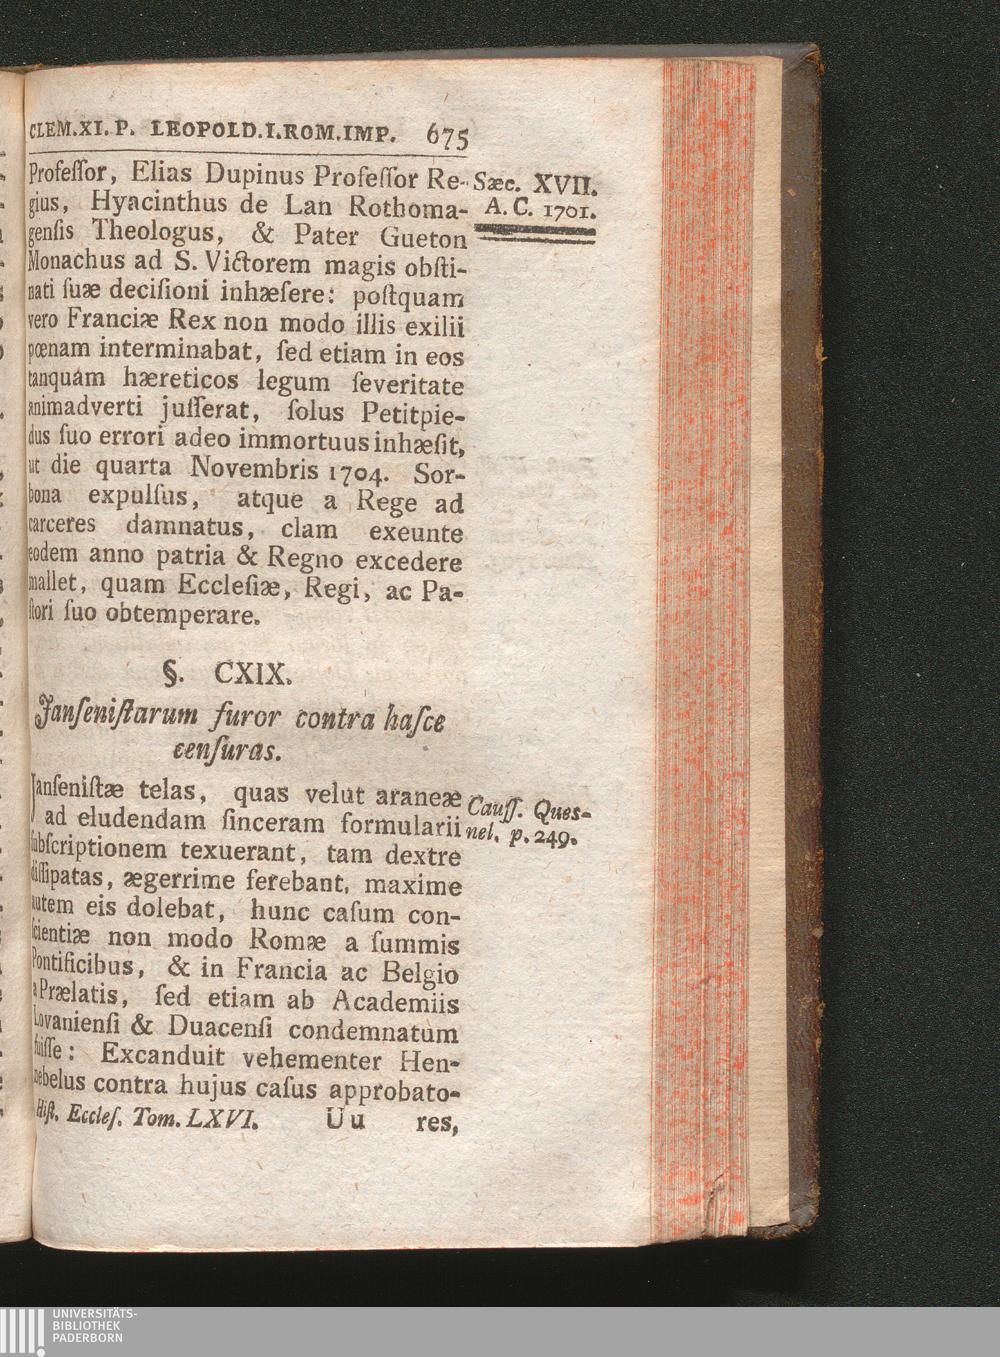 CLEM.XI. P. LEOPOLD.I.ROM.IMP. 675
Profeſſor, Elias Dupinus Profeſſor Re-
gius, Hyacinthus de Lan Rothoma-
genſis Theologus, & Pater Gueton
Monachus ad S. Victorem magis obſti-
nati ſuæ deciſioni inhæſere: poſtquam
vero Franciæ Rex non modo illis exilii
pœnam interminabat, ſed etiam in eos
tanquám hæreticos legum ſeveritate
animadverti juſſerat, ſolus Petitpie-
dus ſuo errori adeo immortuus inhæſit,
ut die quarta Novembris 1704. Sor-
bona expulſus, atque a Rege ad
carceres damnatus, clam exeunte
eodem anno patria & Regno excedere
mallet, quam Eccleſiæ, Regi, ac Pa-
ſtori ſuo obtemperare.
Sæc. XVII.
A. C. 1701.
§. CXIX.
Janſeniſtarum furor contra haſce
cenſuras.
Janſeniſtæ telas, quas velut araneæ
ad eludendam ſinceram formularii
ſubſcriptionem texuerant, tam dextre
diſſipatas, ægerrime ferebant, maxime
autem eis dolebat, hunc caſum con-
ſcientiæ non modo Romæ a ſummis
Pontificibus, & in Francia ac Belgio
a Prælatis, ſed etiam ab Academiis
Lovanienſi & Duacenſi condemnatum
fuiſſe: Excanduit vehementer Hen-
nebelus contra hujus caſus approbato-
Cauſſ. Ques-
nel. p. 249.
Hiſt. Eccleſ. Tom. LXVI. Uu res,
UNIVERSITÄTS-
BIBLIOTHEK
PADERBORN